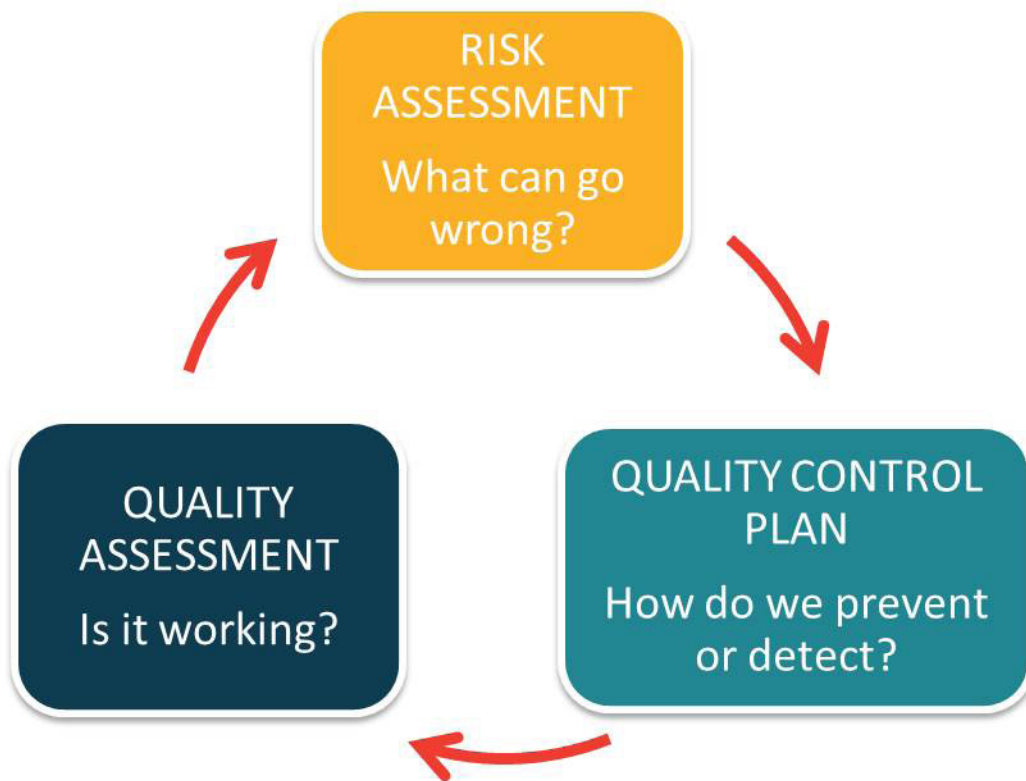 RISK
ASSESSMENT
What can go
wrong?
QUALITY CONTROL
PLAN
How do we prevent
or detect?
QUALITY
ASSESSMENT
Is it working?